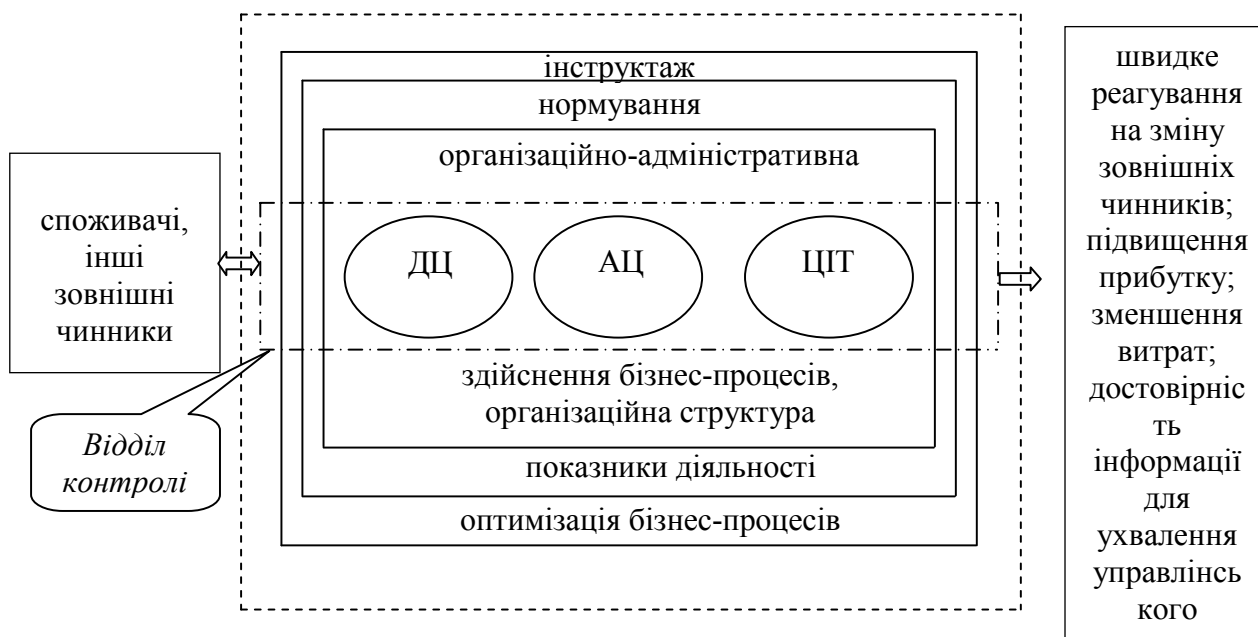 інструктаж
нормування
організаційно-адміністративна
споживачі,
інші
зовнішні
чинники
ДЦ
АЦ
ЦІТ
здійснення бізнес-процесів,
організаційна структура
показники діяльності
оптимізація бізнес-процесів
Відділ
контролі
швидке
реагування
на зміну
зовнішніх
чинників;
підвищення
прибутку;
зменшення
витрат;
достовірніс
ть
інформації
для
ухвалення
управлінсь
кого